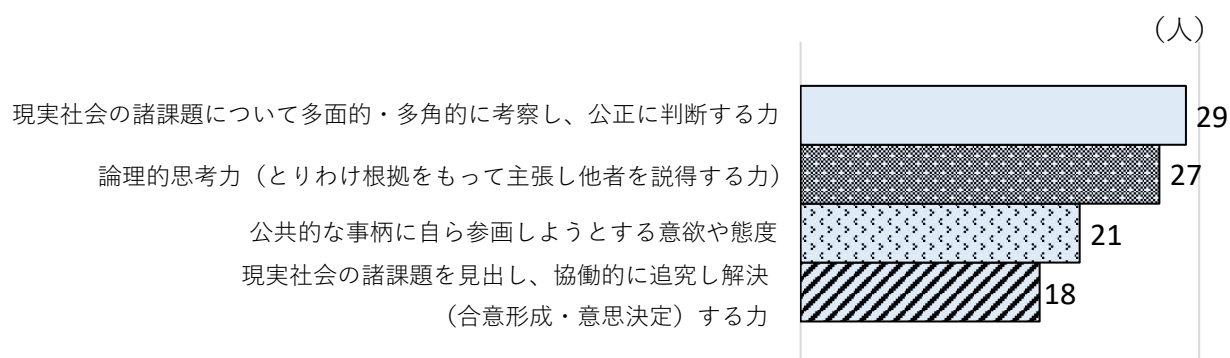 （人）
現実社会の諸課題について多面的・多角的に考察し、公正に判断する力
29
論理的思考力（とりわけ根拠をもって主張し他者を説得する力）
27
公共的な事柄に自ら参画しようとする意欲や態度
21
現実社会の諸課題を見出し、協働的に追究し解決
（合意形成・意思決定）する力
18